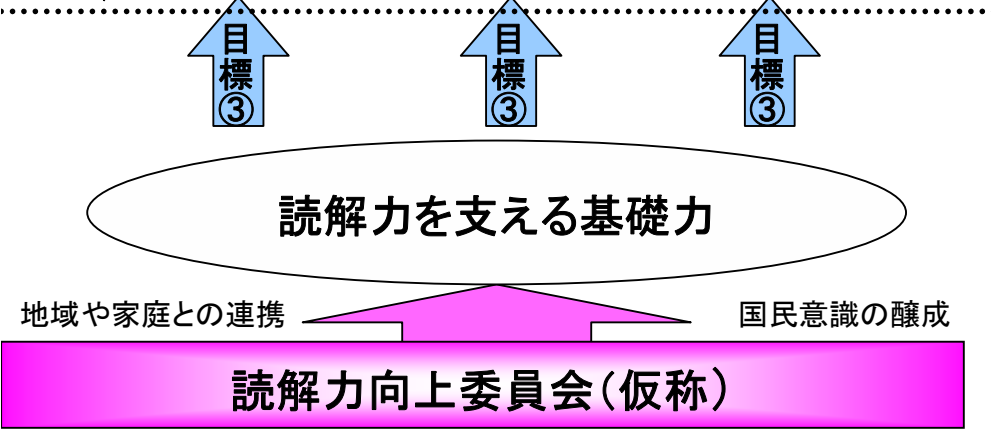 目標③
目標③
目標③
読解力を支える基礎力
地域や家庭との連携
国民意識の醸成
読解力向上委員会（仮称）